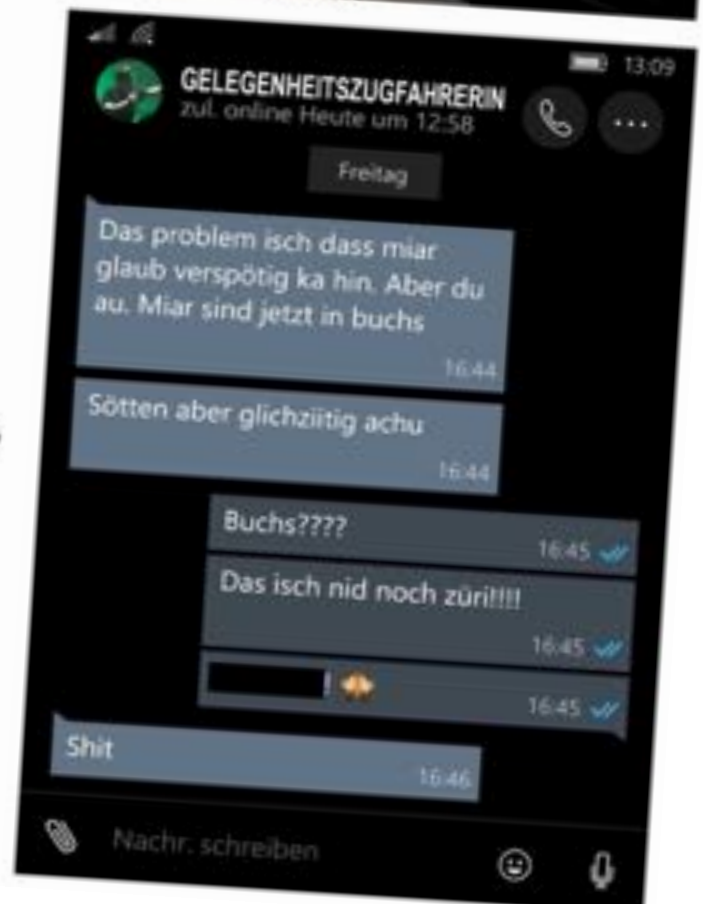 13:09
GELEGENHEITSZUGFAHRERIN
zul. online Heute um 12:58
Freitag
Das problem isch dass miar
glaub verspötig ka hin. Aber du
au. Miar sind jetzt in buchs
16:44
Sötten aber glichziitig achu
16:44
Buchs????
16:45
Das isch nid noch züri!!!!
16:45
16:45
Shit
16:46
Nachr. schreiben